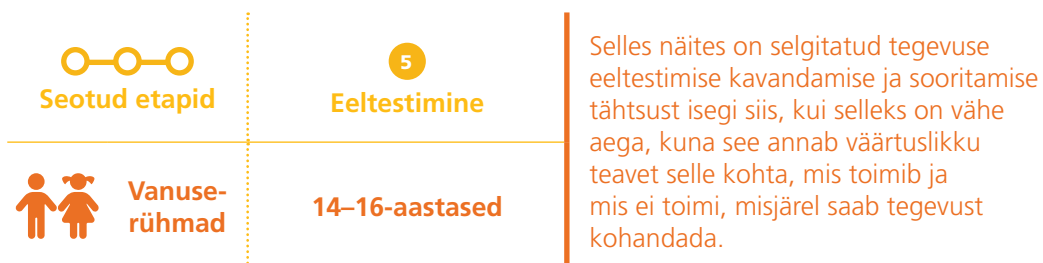 Seotud etapid
5
Eeltestimine
Vanuse-
rühmad
14–16-aastased
Selles näites on selgitatud tegevuse
eeltestimise kavandamise ja sooritamise
tähtsust isegi siis, kui selleks on vähe
aega, kuna see annab väärtuslikku
teavet selle kohta, mis toimib ja
mis ei toimi, misjärel saab tegevust
kohandada.